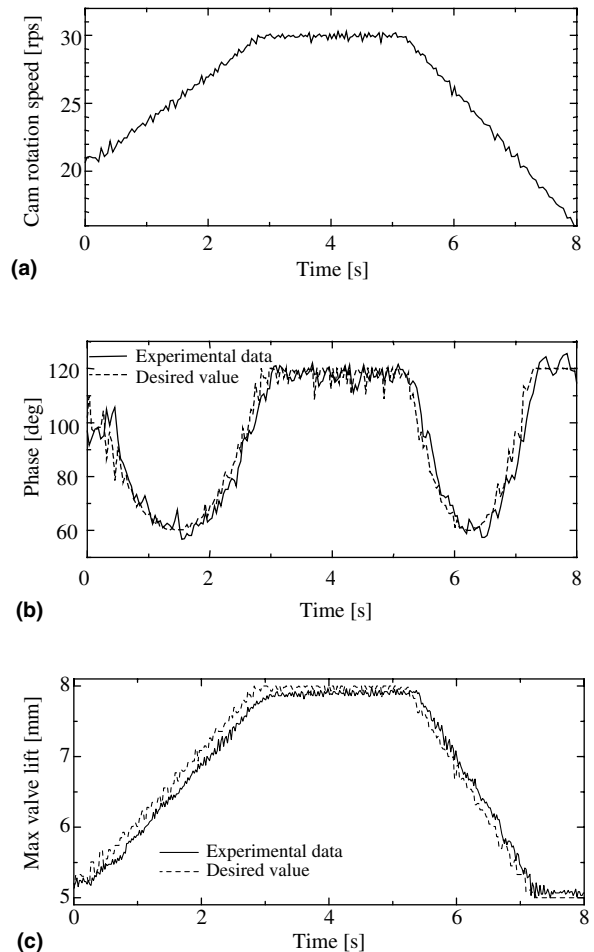 30
20
Cam rotation speed [rps]
0 2 4 6 8
Time [s]
(a)
Experimental data
Desired value
120
100
80
60
Phase [deg]
0 2 4 6 8
Time [s]
(b)
8
7
6
5
Max valve lift [mm]
Experimental data
Desired value
0 2 4 6 8
Time [s]
(c)